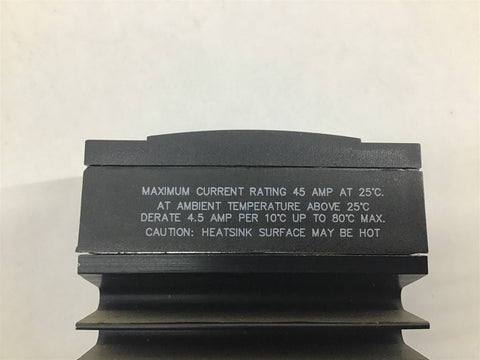 MAXIMUM CURRENT RATING 45 AMP AT 25°C.
AT AMBIENT TEMPERATURE ABOVE 25°C
DERATE 4.5 AMP PER 10°C UP TO 80°C MAX.
CAUTION: HEATSINK SURFACE MAY BE HOT